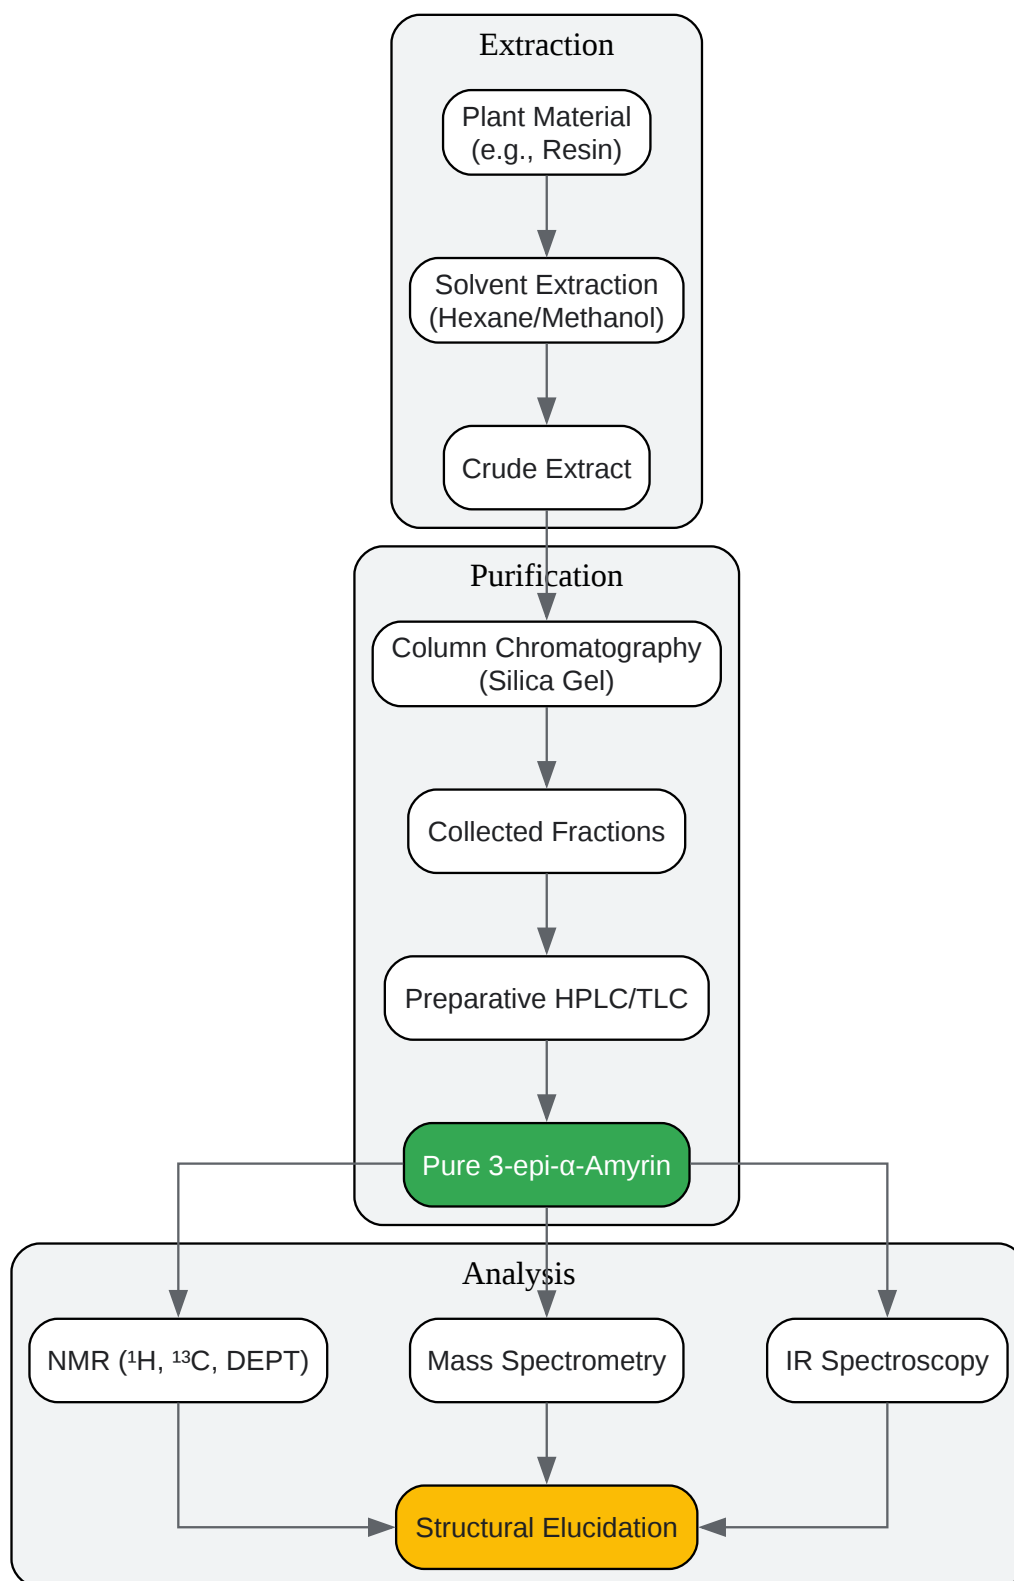 Extraction
Plant Material
(e.g., Resin)
Solvent Extraction
(Hexane/Methanol)
Crude Extract
Purification
Column Chromatography
(Silica Gel)
Collected Fractions
Preparative HPLC/TLC
Pure 3-epi-α-Amyrin
Analysis
NMR (¹H, ¹³C, DEPT)
Mass Spectrometry
IR Spectroscopy
Structural Elucidation